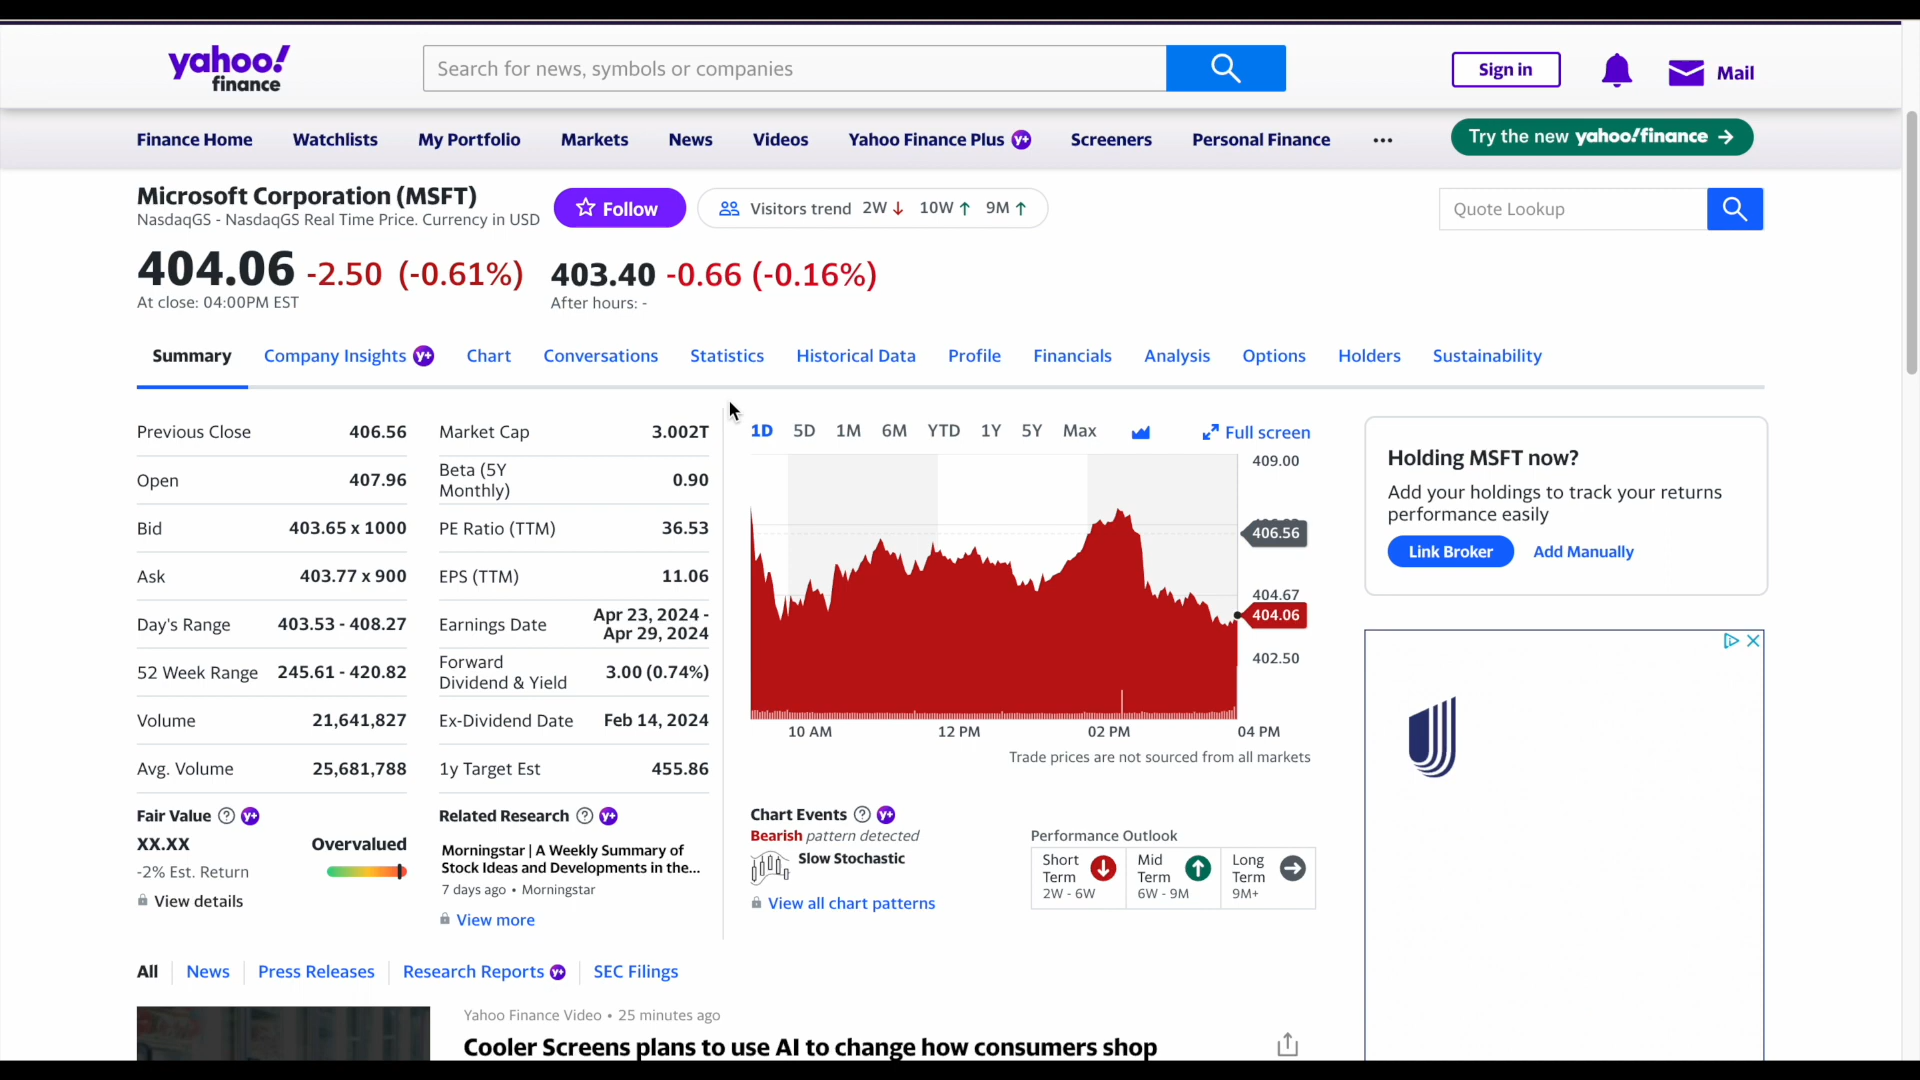 yahoo!
finance
Search for news, symbols or companies
Sign in
Mail
Finance Home
Watchlists
My Portfolio
Markets
News
Videos
Yahoo Finance Plus y+
Screeners
Personal Finance
...
Try the new yahoo!finance →
Microsoft Corporation (MSFT)
NasdaqGS - NasdaqGS Real Time Price. Currency in USD
Follow
Visitors trend 2W ↓ 10W ↑ 9M ↑
Quote Lookup
404.06 -2.50 (-0.61%)
At close: 04:00PM EST
403.40 -0.66 (-0.16%)
After hours: -
Summary
Company Insights y+
Chart
Conversations
Statistics
Historical Data
Profile
Financials
Analysis
Options
Holders
Sustainability
Previous Close 406.56
Open 407.96
Bid 403.65 x 1000
Ask 403.77 x 900
Day's Range 403.53 - 408.27
52 Week Range 245.61 - 420.82
Volume 21,641,827
Avg. Volume 25,681,788
Market Cap 3.002T
Beta (5Y
Monthly) 0.90
PE Ratio (TTM) 36.53
EPS (TTM) 11.06
Earnings Date Apr 23, 2024 -
Apr 29, 2024
Forward
Dividend & Yield 3.00 (0.74%)
Ex-Dividend Date Feb 14, 2024
1y Target Est 455.86
1D 5D 1M 6M YTD 1Y 5Y Max
Full screen
409.00
406.56
404.67
404.06
402.50
10 AM 12 PM 02 PM 04 PM
Trade prices are not sourced from all markets
Holding MSFT now?
Add your holdings to track your returns
performance easily
Link Broker
Add Manually
Fair Value ? y+
XX.XX Overvalued
-2% Est. Return
View details
Related Research ? y+
Morningstar | A Weekly Summary of
Stock Ideas and Developments in the...
7 days ago • Morningstar
View more
Chart Events ? y+
Bearish pattern detected
Slow Stochastic
View all chart patterns
Performance Outlook
Short
Term
2W - 6W
Mid
Term
6W - 9M
Long
Term
9M+
All
News
Press Releases
Research Reports y+
SEC Filings
Yahoo Finance Video • 25 minutes ago
Cooler Screens plans to use AI to change how consumers shop